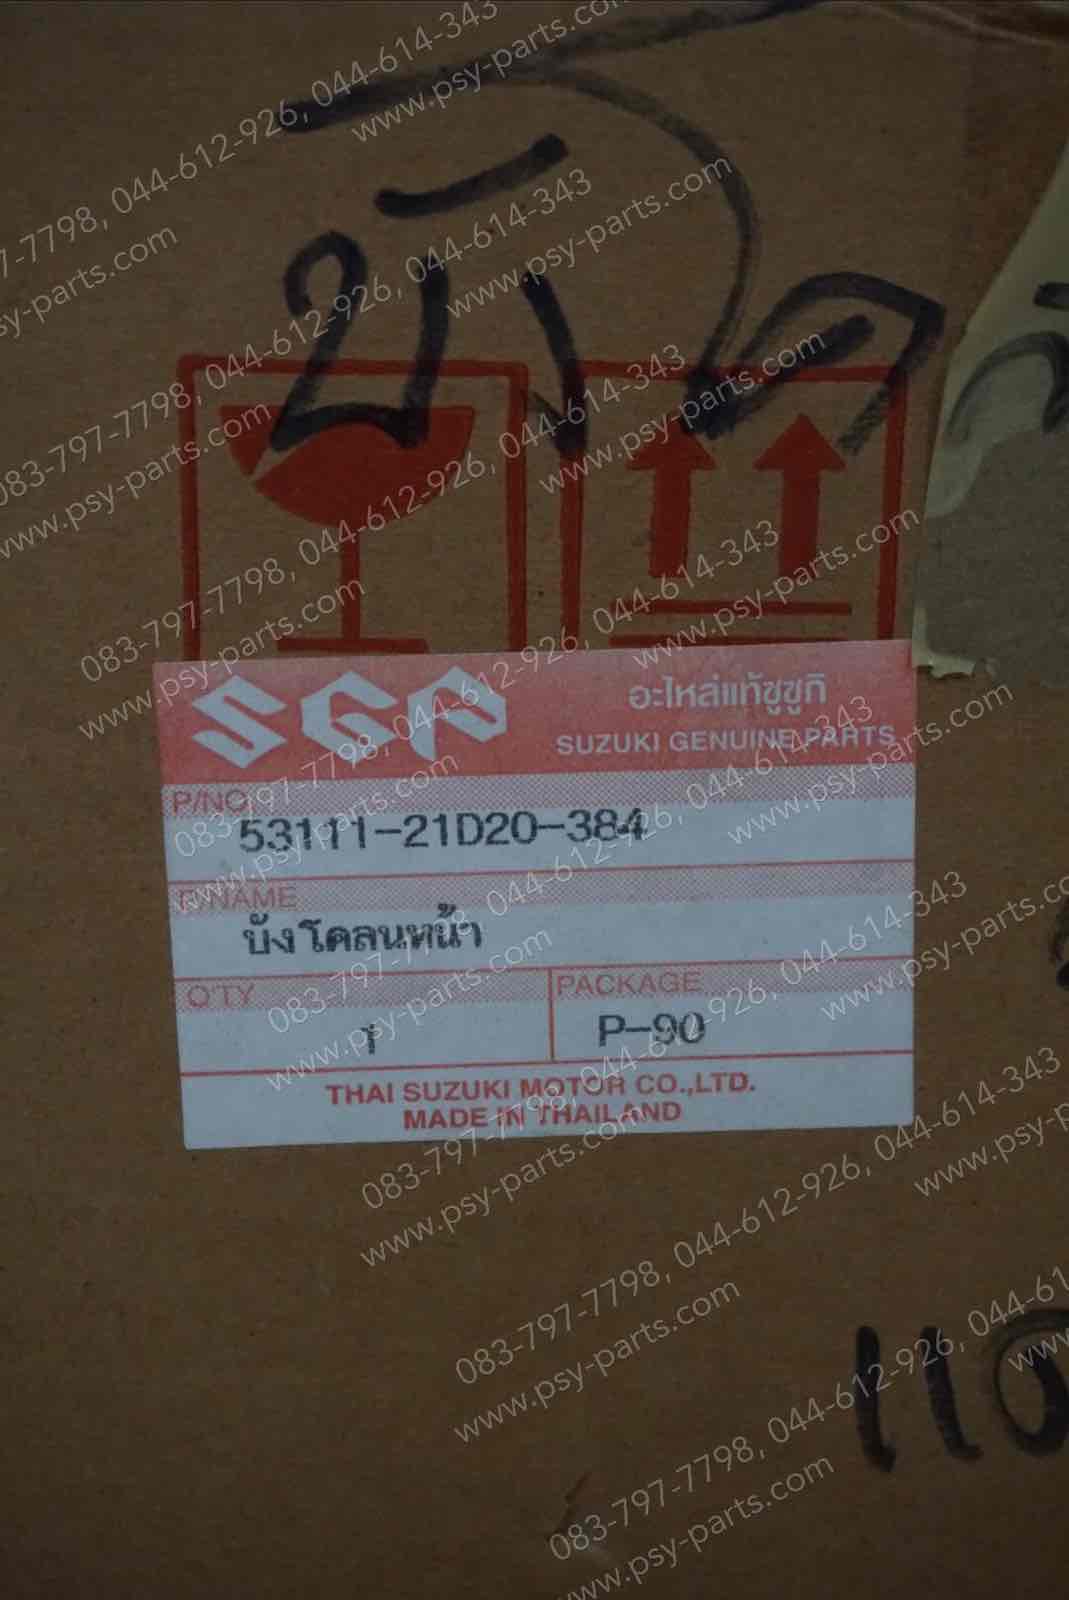 SGP
อะไหล่แท้ซูซูกิ
SUZUKI GENUINE PARTS
P/NO
53111-21D20-384
P/NAME
บังโคลนหน้า
Q'TY
PACKAGE
1
P-90
THAI SUZUKI MOTOR CO.,LTD.
MADE IN THAILAND
083-797-7798, 044-612-926, 044-614-343
www.psy-parts.com